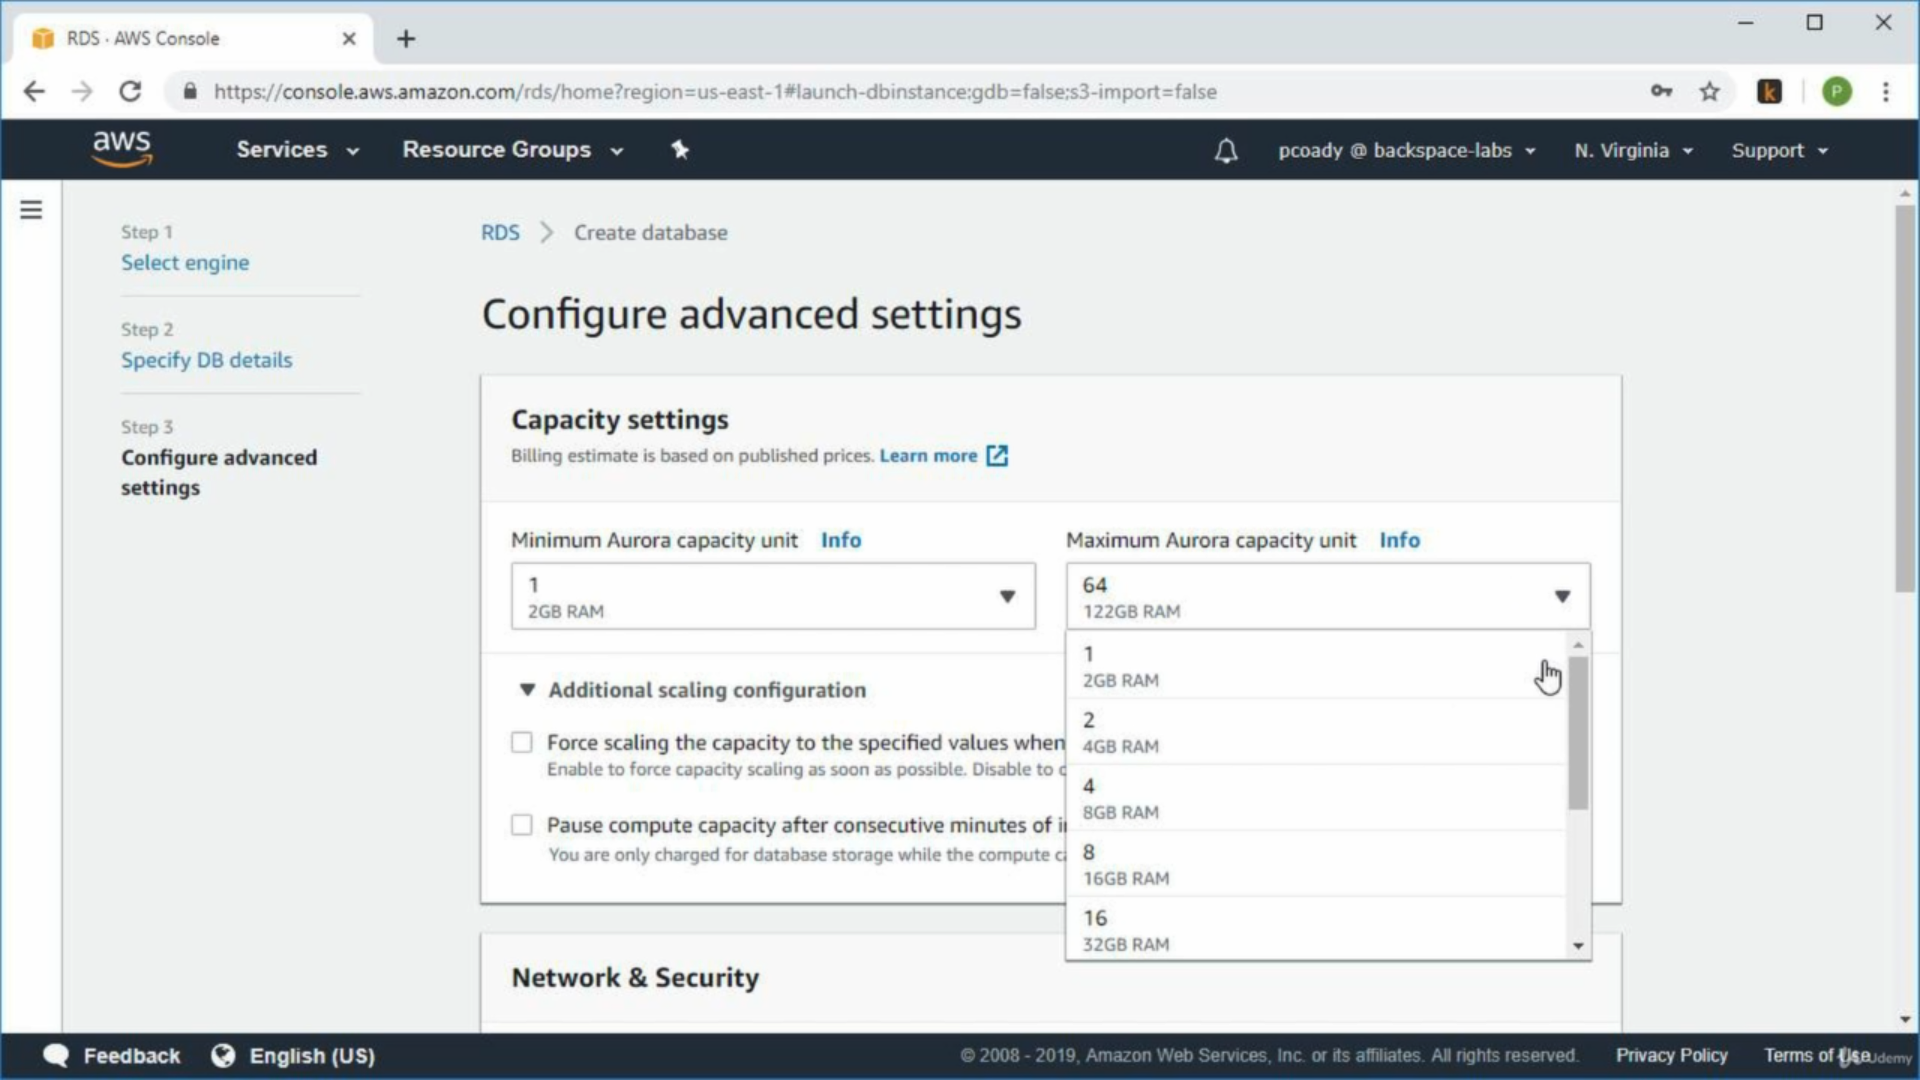 RDS · AWS Console
https://console.aws.amazon.com/rds/home?region=us-east-1#launch-dbinstance:gdb=false;s3-import=false
k
P
aws
Services
Resource Groups
pcoady @ backspace-labs
N. Virginia
Support
Step 1
Select engine
Step 2
Specify DB details
Step 3
Configure advanced
settings
RDS
Create database
Configure advanced settings
Capacity settings
Billing estimate is based on published prices. Learn more
Minimum Aurora capacity unit Info
1
2GB RAM
Maximum Aurora capacity unit Info
64
122GB RAM
1
2GB RAM
2
4GB RAM
4
8GB RAM
8
16GB RAM
16
32GB RAM
Additional scaling configuration
Force scaling the capacity to the specified values when
Enable to force capacity scaling as soon as possible. Disable to
Pause compute capacity after consecutive minutes of
You are only charged for database storage while the compute
Network & Security
Feedback
English (US)
© 2008 - 2019, Amazon Web Services, Inc. or its affiliates. All rights reserved.
Privacy Policy
Terms of Use
Udemy